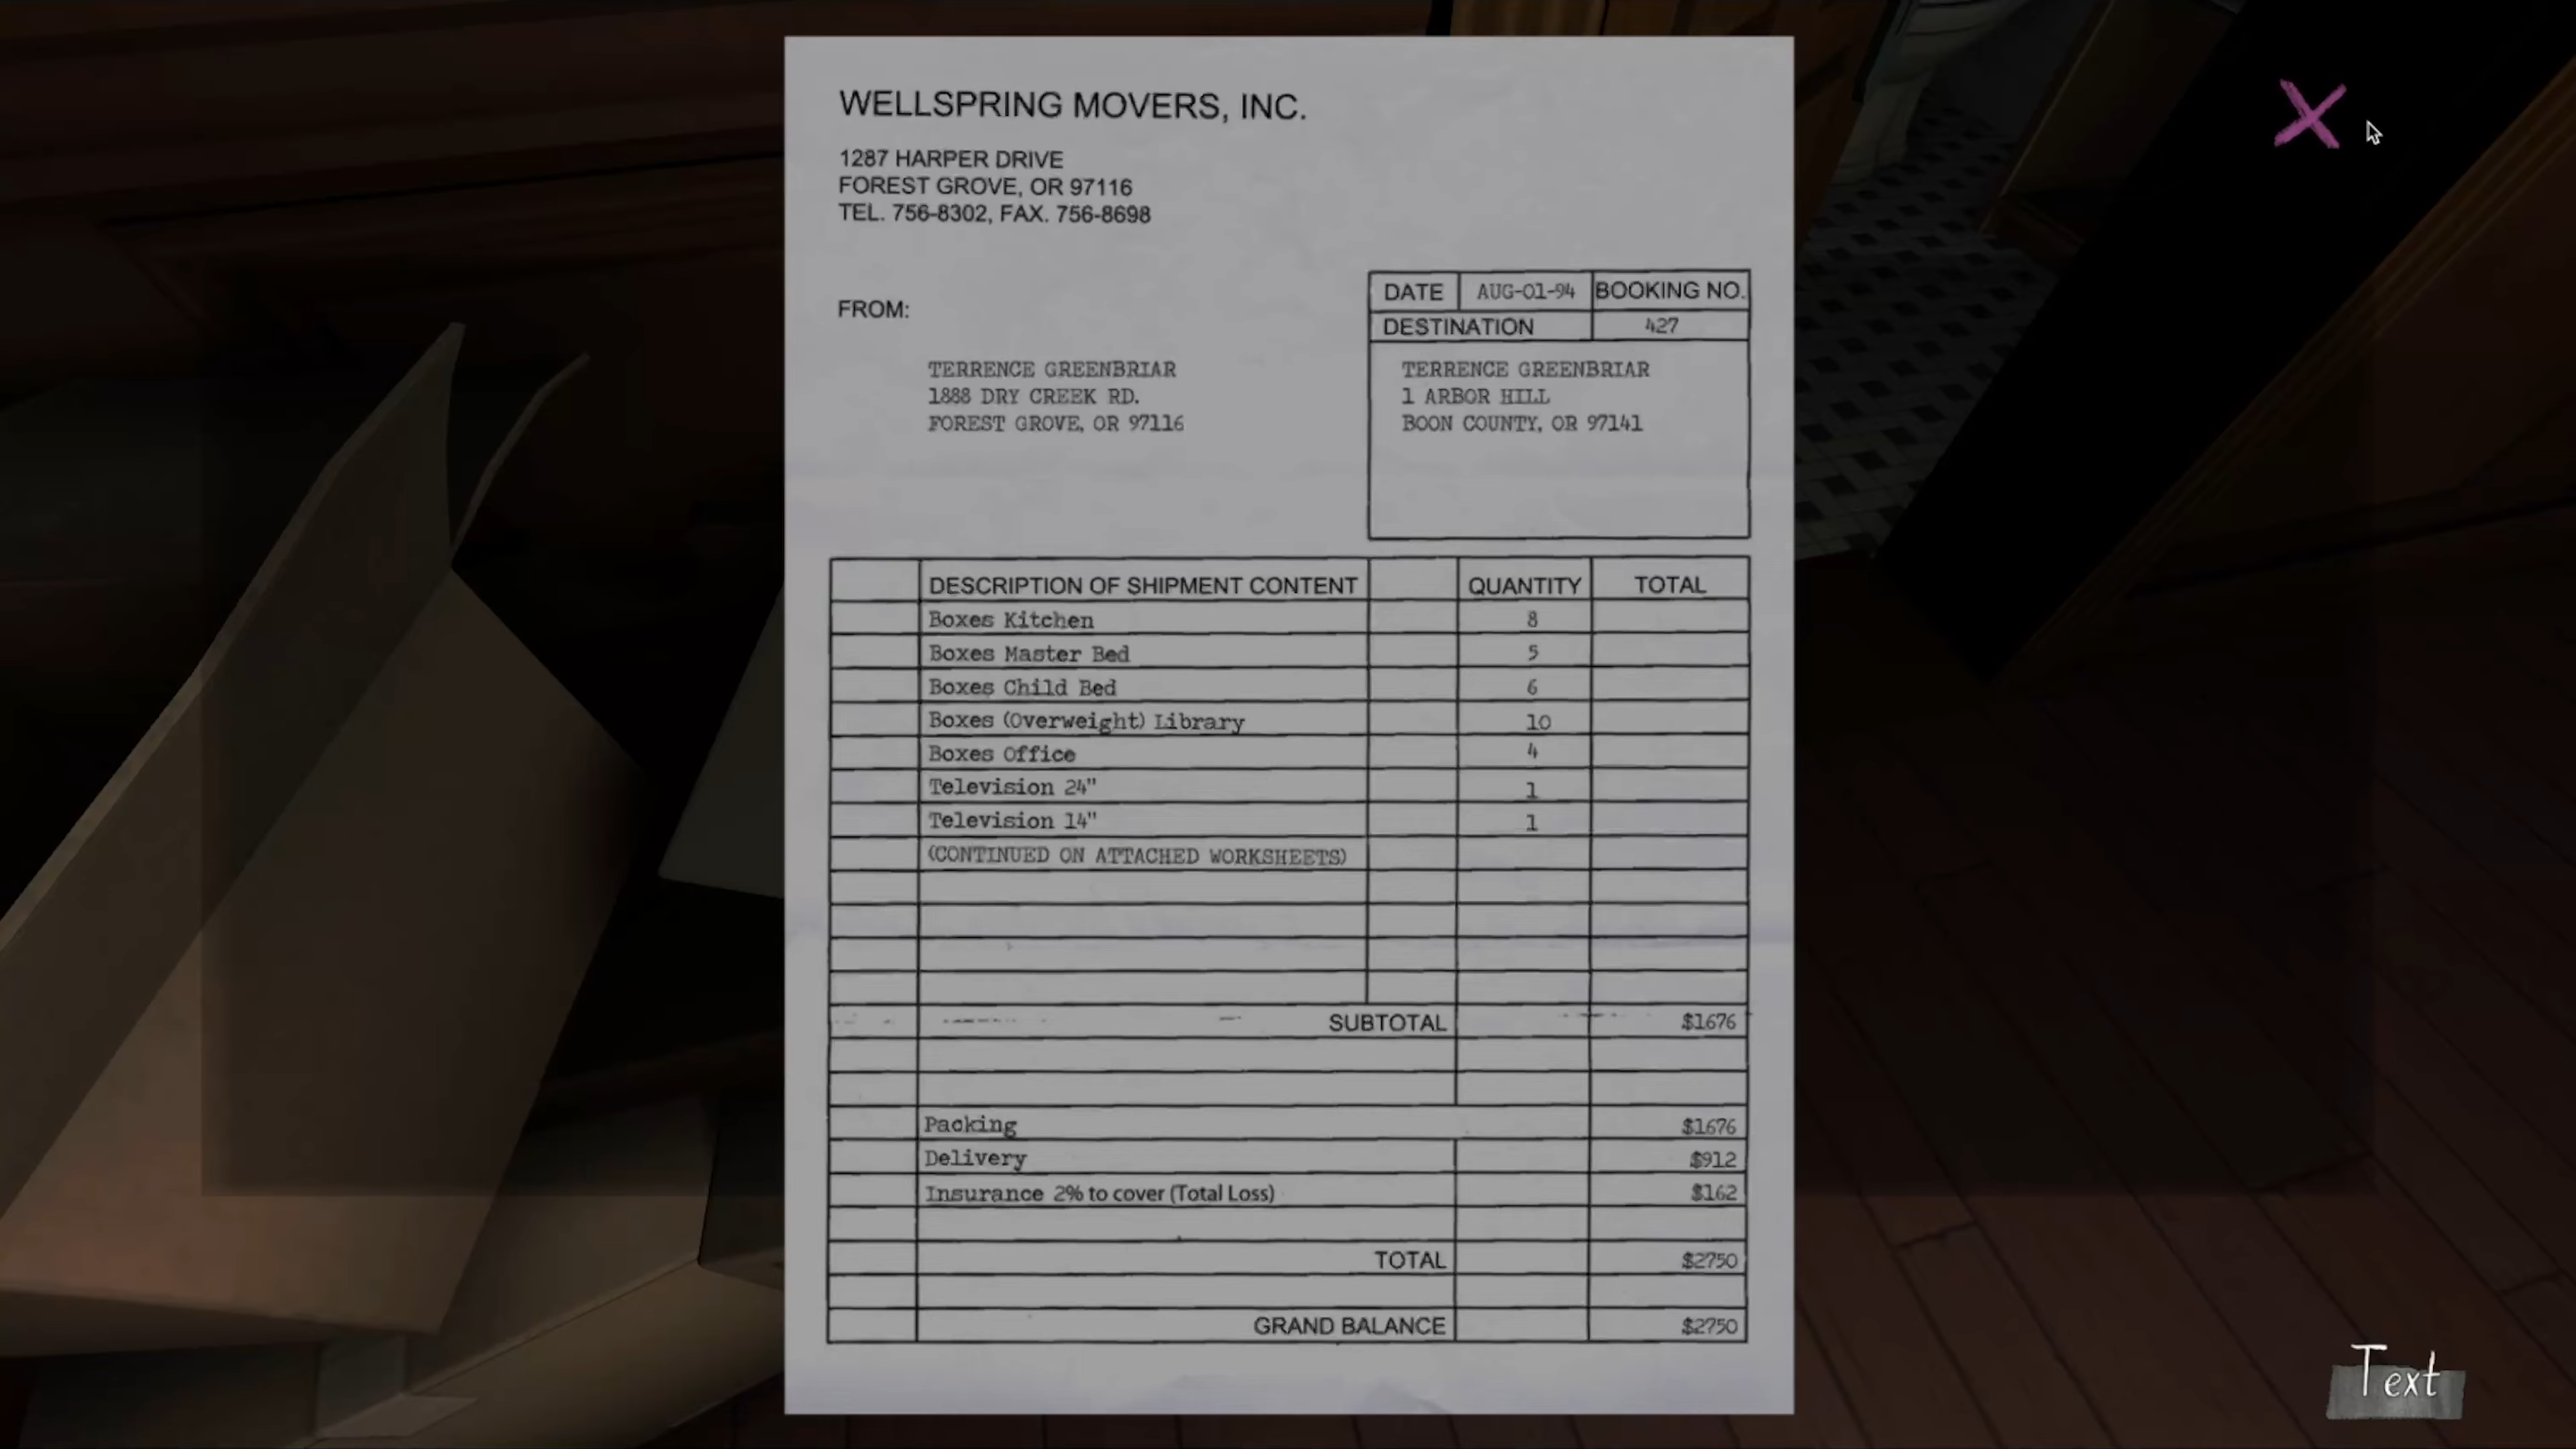 WELLSPRING MOVERS, INC.
1287 HARPER DRIVE
FOREST GROVE, OR 97116
TEL. 756-8302, FAX. 756-8698
DATE AUG-01-94 BOOKING NO.
DESTINATION 427
FROM:
TERRENCE GREENBRIAR
1888 DRY CREEK RD.
FOREST GROVE, OR 97116
TERRENCE GREENBRIAR
1 ARBOR HILL
BOON COUNTY, OR 97141
DESCRIPTION OF SHIPMENT CONTENT QUANTITY TOTAL
Boxes Kitchen 8
Boxes Master Bed 5
Boxes Child Bed 6
Boxes (Overweight) Library 10
Boxes Office 4
Television 24" 1
Television 14" 1
(CONTINUED ON ATTACHED WORKSHEETS)
SUBTOTAL $1676
Packing $1676
Delivery $912
Insurance 2% to cover (Total Loss) $162
TOTAL $2750
GRAND BALANCE $2750
Text